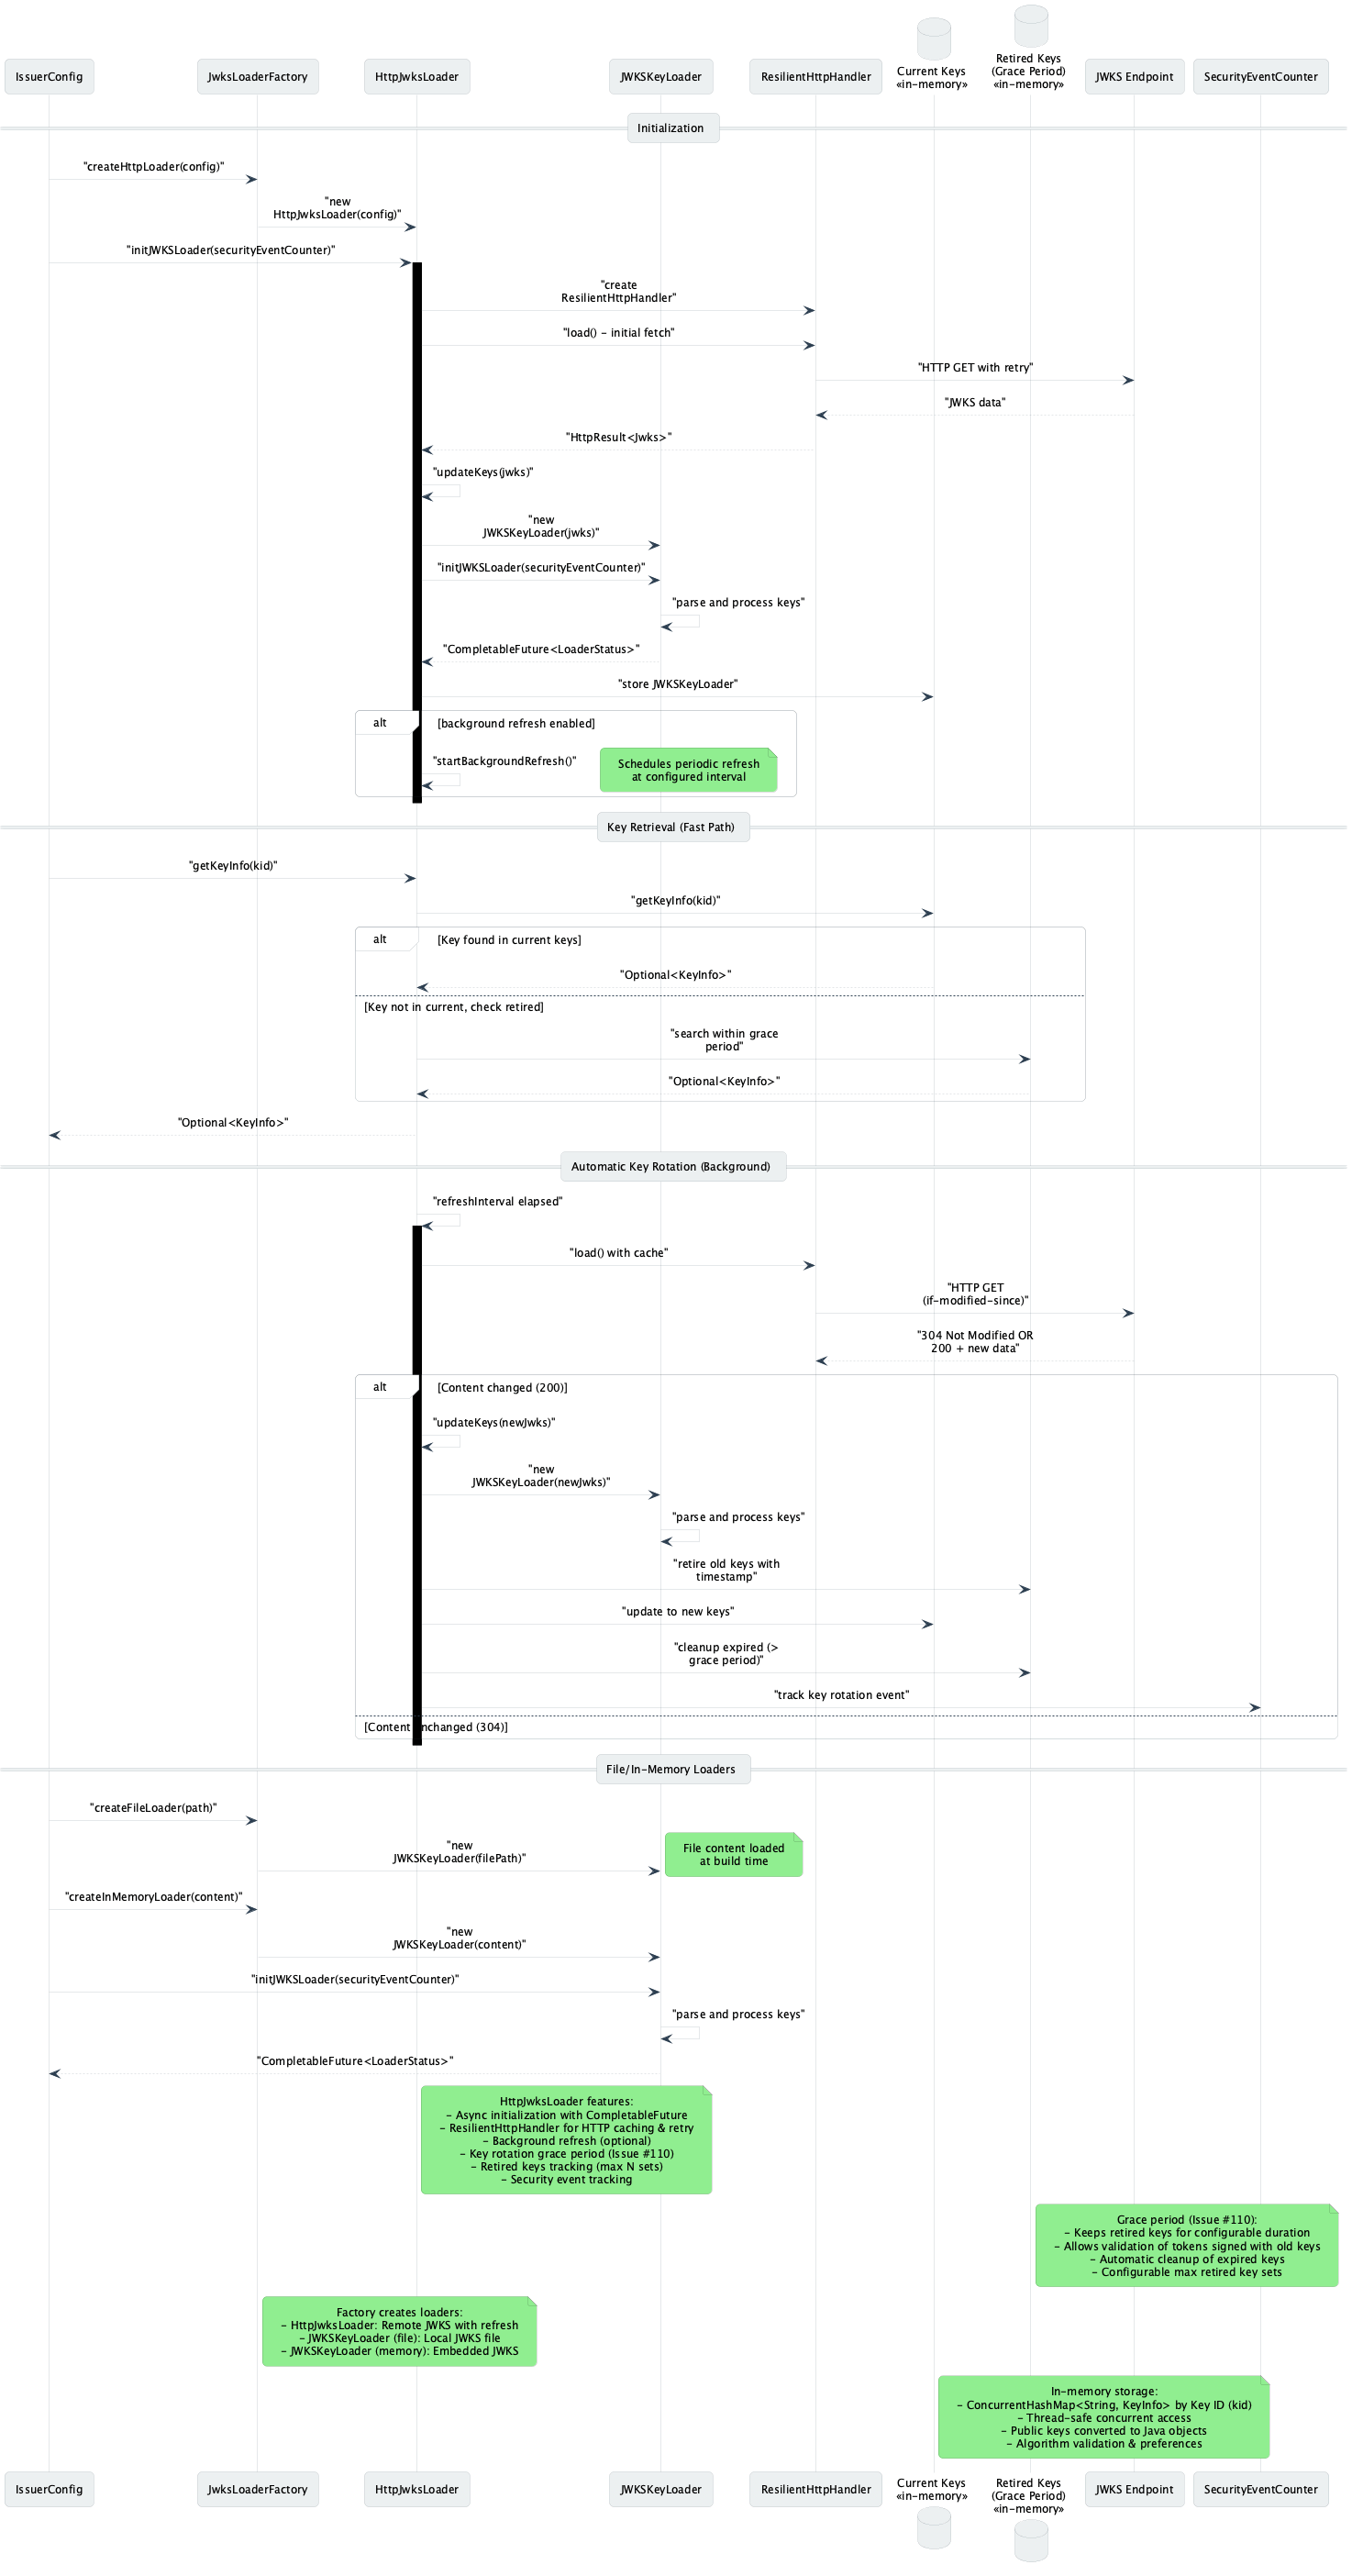 Retired Keys
(Grace Period)
«in-memory»
Current Keys
«in-memory»
IssuerConfig
JwksLoaderFactory
HttpJwksLoader
JWKSKeyLoader
ResilientHttpHandler
JWKS Endpoint
SecurityEventCounter
Initialization
"createHttpLoader(config)"
"new
HttpJwksLoader(config)"
"initJWKSLoader(securityEventCounter)"
"create
ResilientHttpHandler"
"load() - initial fetch"
"HTTP GET with retry"
"JWKS data"
"HttpResult<Jwks>"
"updateKeys(jwks)"
"new
JWKSKeyLoader(jwks)"
"initJWKSLoader(securityEventCounter)"
"parse and process keys"
"CompletableFuture<LoaderStatus>"
"store JWKSKeyLoader"
alt
[background refresh enabled]
"startBackgroundRefresh()"
Schedules periodic refresh
at configured interval
Key Retrieval (Fast Path)
"getKeyInfo(kid)"
"getKeyInfo(kid)"
alt
[Key found in current keys]
"Optional<KeyInfo>"
[Key not in current, check retired]
"search within grace
period"
"Optional<KeyInfo>"
"Optional<KeyInfo>"
Automatic Key Rotation (Background)
"refreshInterval elapsed"
"load() with cache"
"HTTP GET
(if-modified-since)"
"304 Not Modified OR
200 + new data"
alt
[Content changed (200)]
"updateKeys(newJwks)"
"new
JWKSKeyLoader(newJwks)"
"parse and process keys"
"retire old keys with
timestamp"
"update to new keys"
"cleanup expired (>
grace period)"
"track key rotation event"
[Content unchanged (304)]
File/In-Memory Loaders
"createFileLoader(path)"
"new
JWKSKeyLoader(filePath)"
File content loaded
at build time
"createInMemoryLoader(content)"
"new
JWKSKeyLoader(content)"
"initJWKSLoader(securityEventCounter)"
"parse and process keys"
"CompletableFuture<LoaderStatus>"
HttpJwksLoader features:
- Async initialization with CompletableFuture
- ResilientHttpHandler for HTTP caching & retry
- Background refresh (optional)
- Key rotation grace period (Issue #110)
- Retired keys tracking (max N sets)
- Security event tracking
Grace period (Issue #110):
- Keeps retired keys for configurable duration
- Allows validation of tokens signed with old keys
- Automatic cleanup of expired keys
- Configurable max retired key sets
Factory creates loaders:
- HttpJwksLoader: Remote JWKS with refresh
- JWKSKeyLoader (file): Local JWKS file
- JWKSKeyLoader (memory): Embedded JWKS
In-memory storage:
- ConcurrentHashMap<String, KeyInfo> by Key ID (kid)
- Thread-safe concurrent access
- Public keys converted to Java objects
- Algorithm validation & preferences
IssuerConfig
JwksLoaderFactory
HttpJwksLoader
JWKSKeyLoader
ResilientHttpHandler
Current Keys
«in-memory»
Retired Keys
(Grace Period)
«in-memory»
JWKS Endpoint
SecurityEventCounter